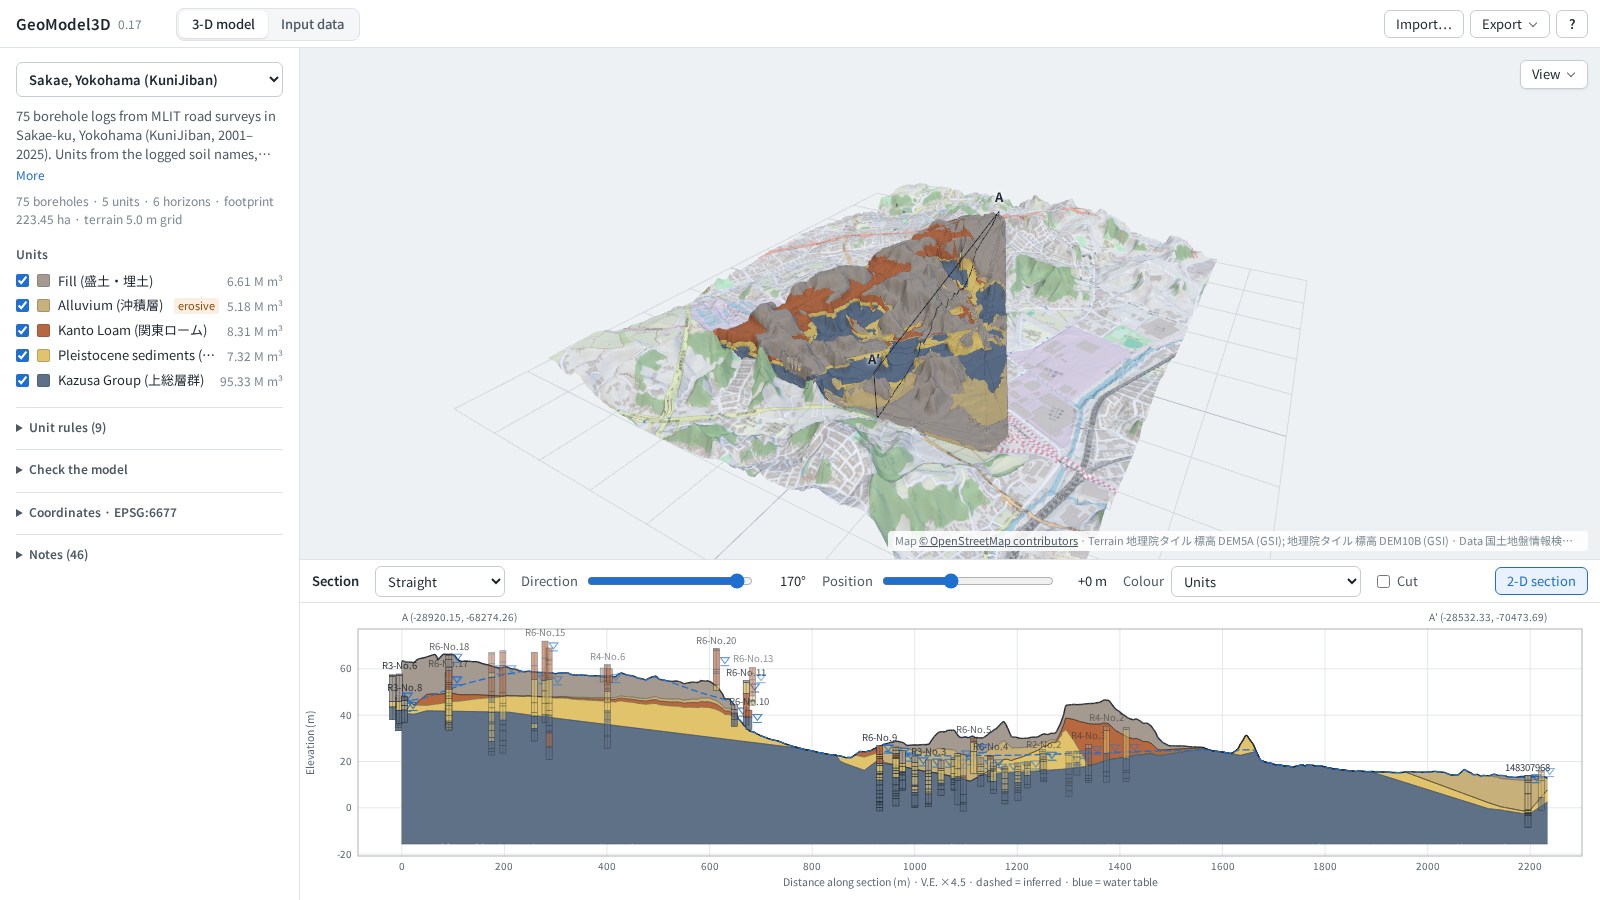 GeoModel3D 0.17
3-D model
Input data
Import…
Export
?
Sakae, Yokohama (KuniJiban)
75 borehole logs from MLIT road surveys in
Sakae-ku, Yokohama (KuniJiban, 2001–
2025). Units from the logged soil names,…
More
75 boreholes · 5 units · 6 horizons · footprint
223.45 ha · terrain 5.0 m grid
Units
Fill (盛土・埋土) 6.61 M m³
Alluvium (沖積層) erosive 5.18 M m³
Kanto Loam (関東ローム) 8.31 M m³
Pleistocene sediments (… 7.32 M m³
Kazusa Group (上総層群) 95.33 M m³
Unit rules (9)
Check the model
Coordinates · EPSG:6677
Notes (46)
View
A
A'
Map © OpenStreetMap contributors · Terrain 地理院タイル 標高 DEM5A (GSI); 地理院タイル 標高 DEM10B (GSI) · Data 国土地盤情報検…
Section
Straight
Direction
170°
Position
+0 m
Colour
Units
Cut
2-D section
A (-28920.15, -68274.26)
A' (-28532.33, -70473.69)
R6-No.15
R6-No.18
R6-No.20
R4-No.6
R6-No.13
R3-No.6
R6-No.17
R6-No.11
R3-No.8
R6-No.10
R4-No.2
R6-No.5
R6-No.9
R4-No.
R3-No.3
R6-No.4
R2-No.2
148307968
Elevation (m)
60
40
20
0
-20
0
200
400
600
800
1000
1200
1400
1600
1800
2000
2200
Distance along section (m) · V.E. ×4.5 · dashed = inferred · blue = water table